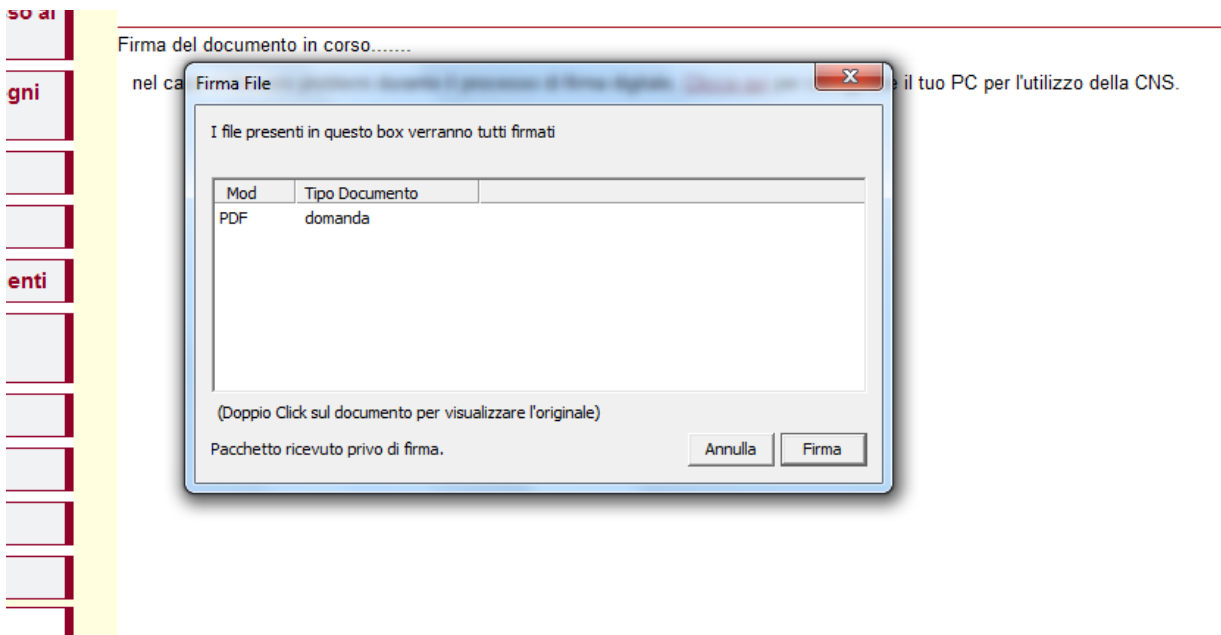 so ai
Firma del documento in corso.......
gni
nel ca
il tuo PC per l'utilizzo della CNS.
Firma File
I file presenti in questo box verranno tutti firmati
Mod Tipo Documento
PDF domanda
enti
(Doppio Click sul documento per visualizzare l'originale)
Pacchetto ricevuto privo di firma.
Annulla Firma